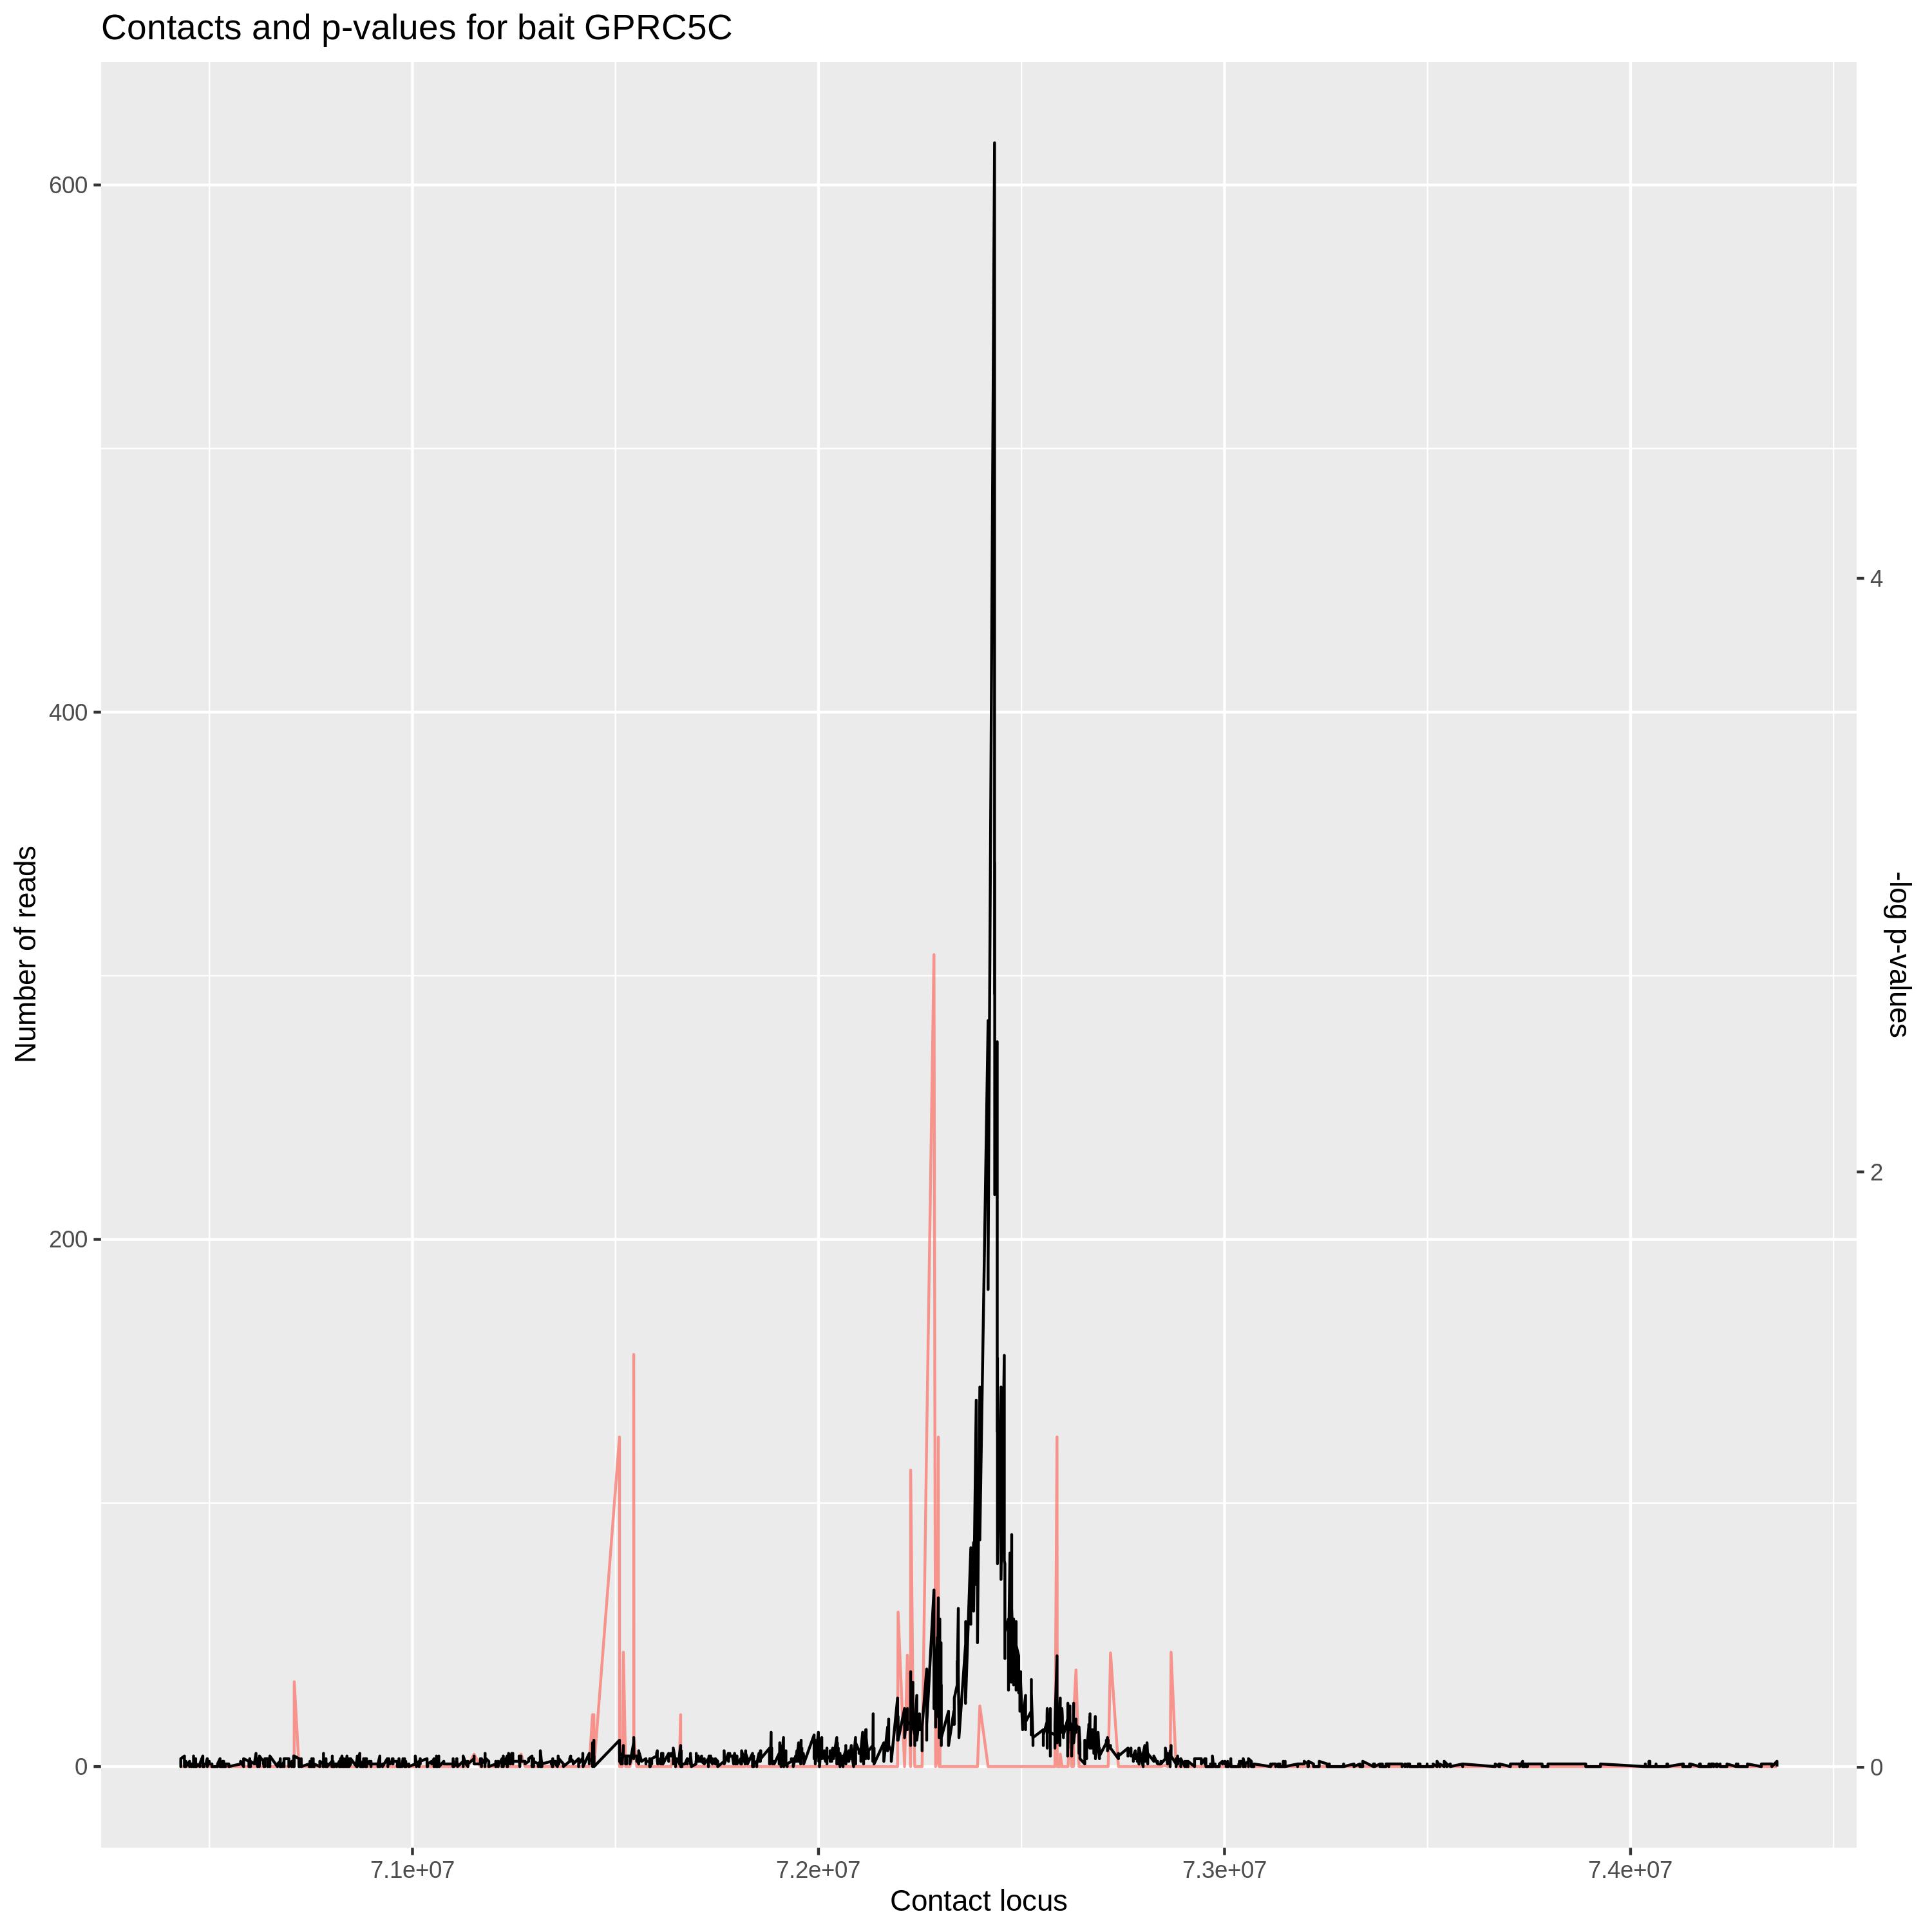 Contacts and p-values for bait GPRC5C
600
400
200
0
Number of reads
4
2
0
-log p-values
7.1e+07
7.2e+07
7.3e+07
7.4e+07
Contact locus